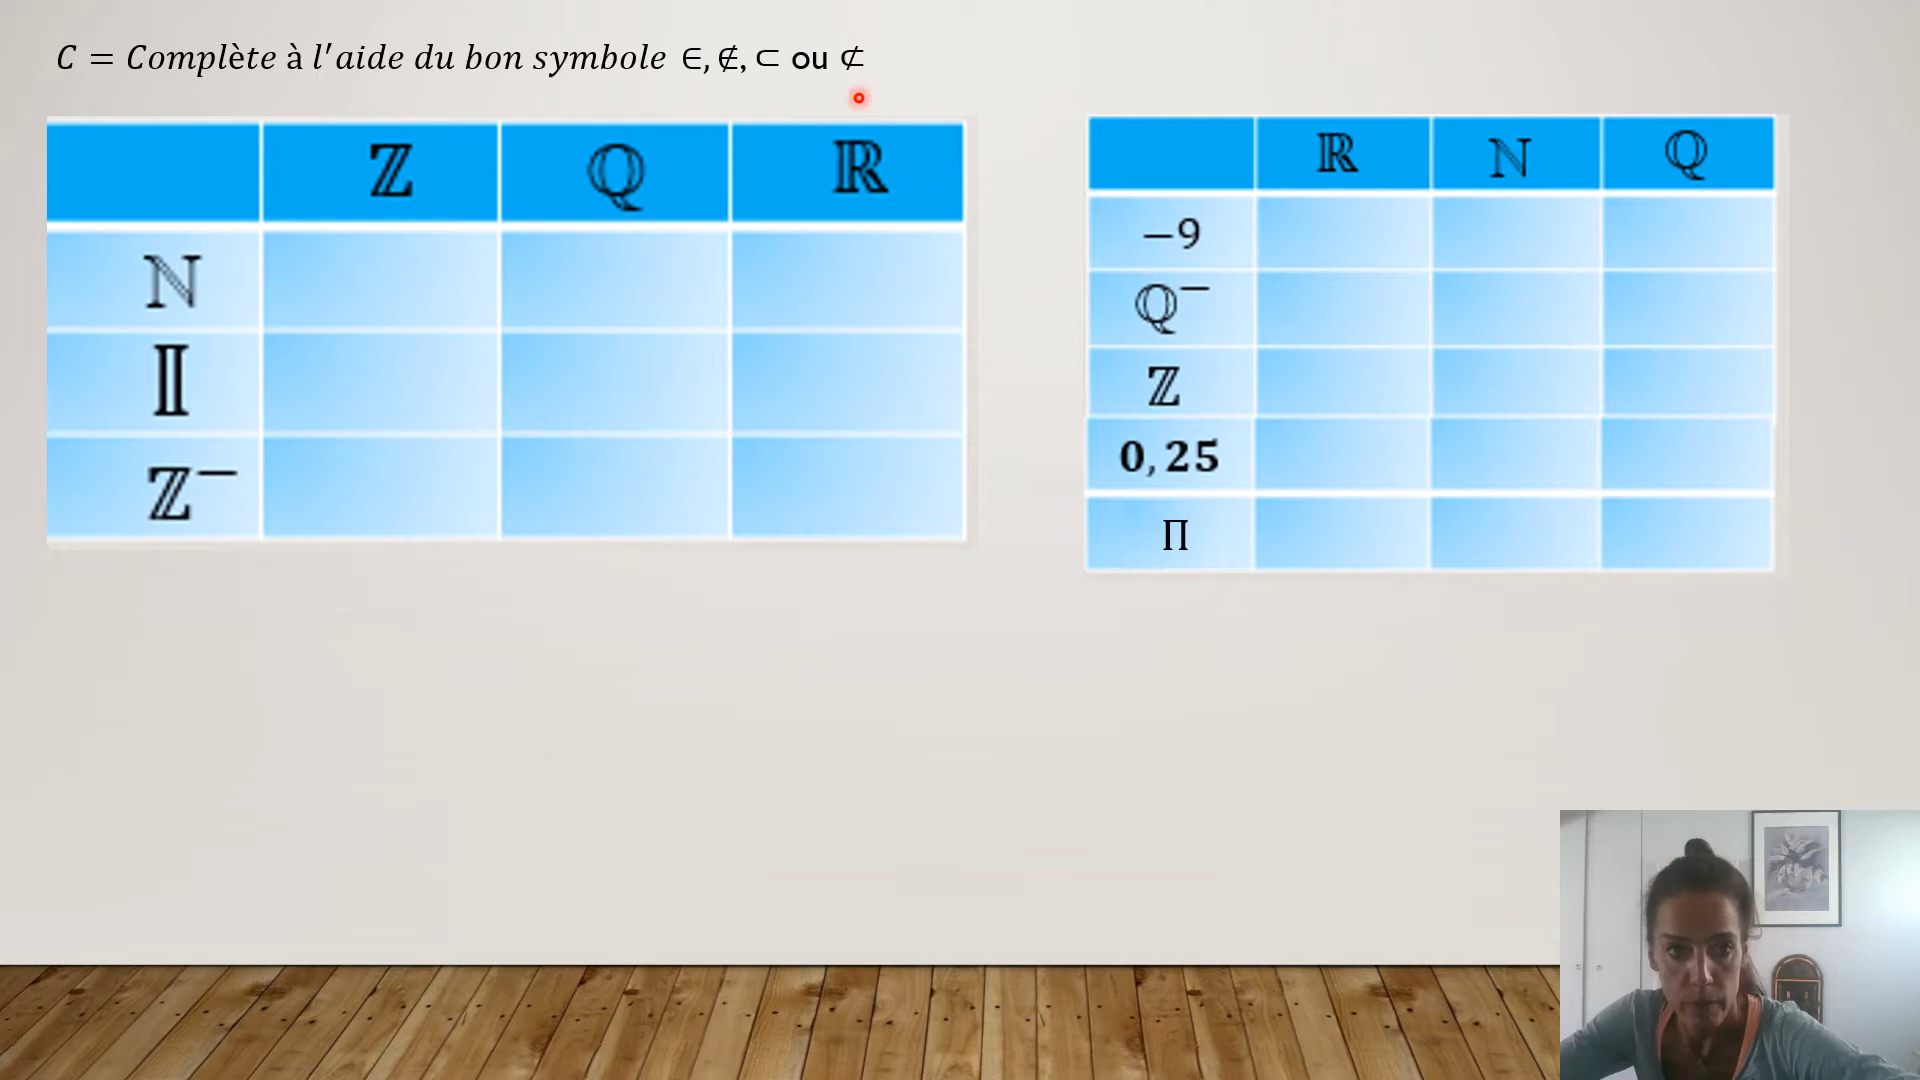 C = Complète à l'aide du bon symbole ∈, ∉, ⊂ ou ⊄
ℤ ℚ ℝ
ℕ
𝕀
ℤ⁻
ℝ ℕ ℚ
−9
ℚ⁻
ℤ
0,25
Π